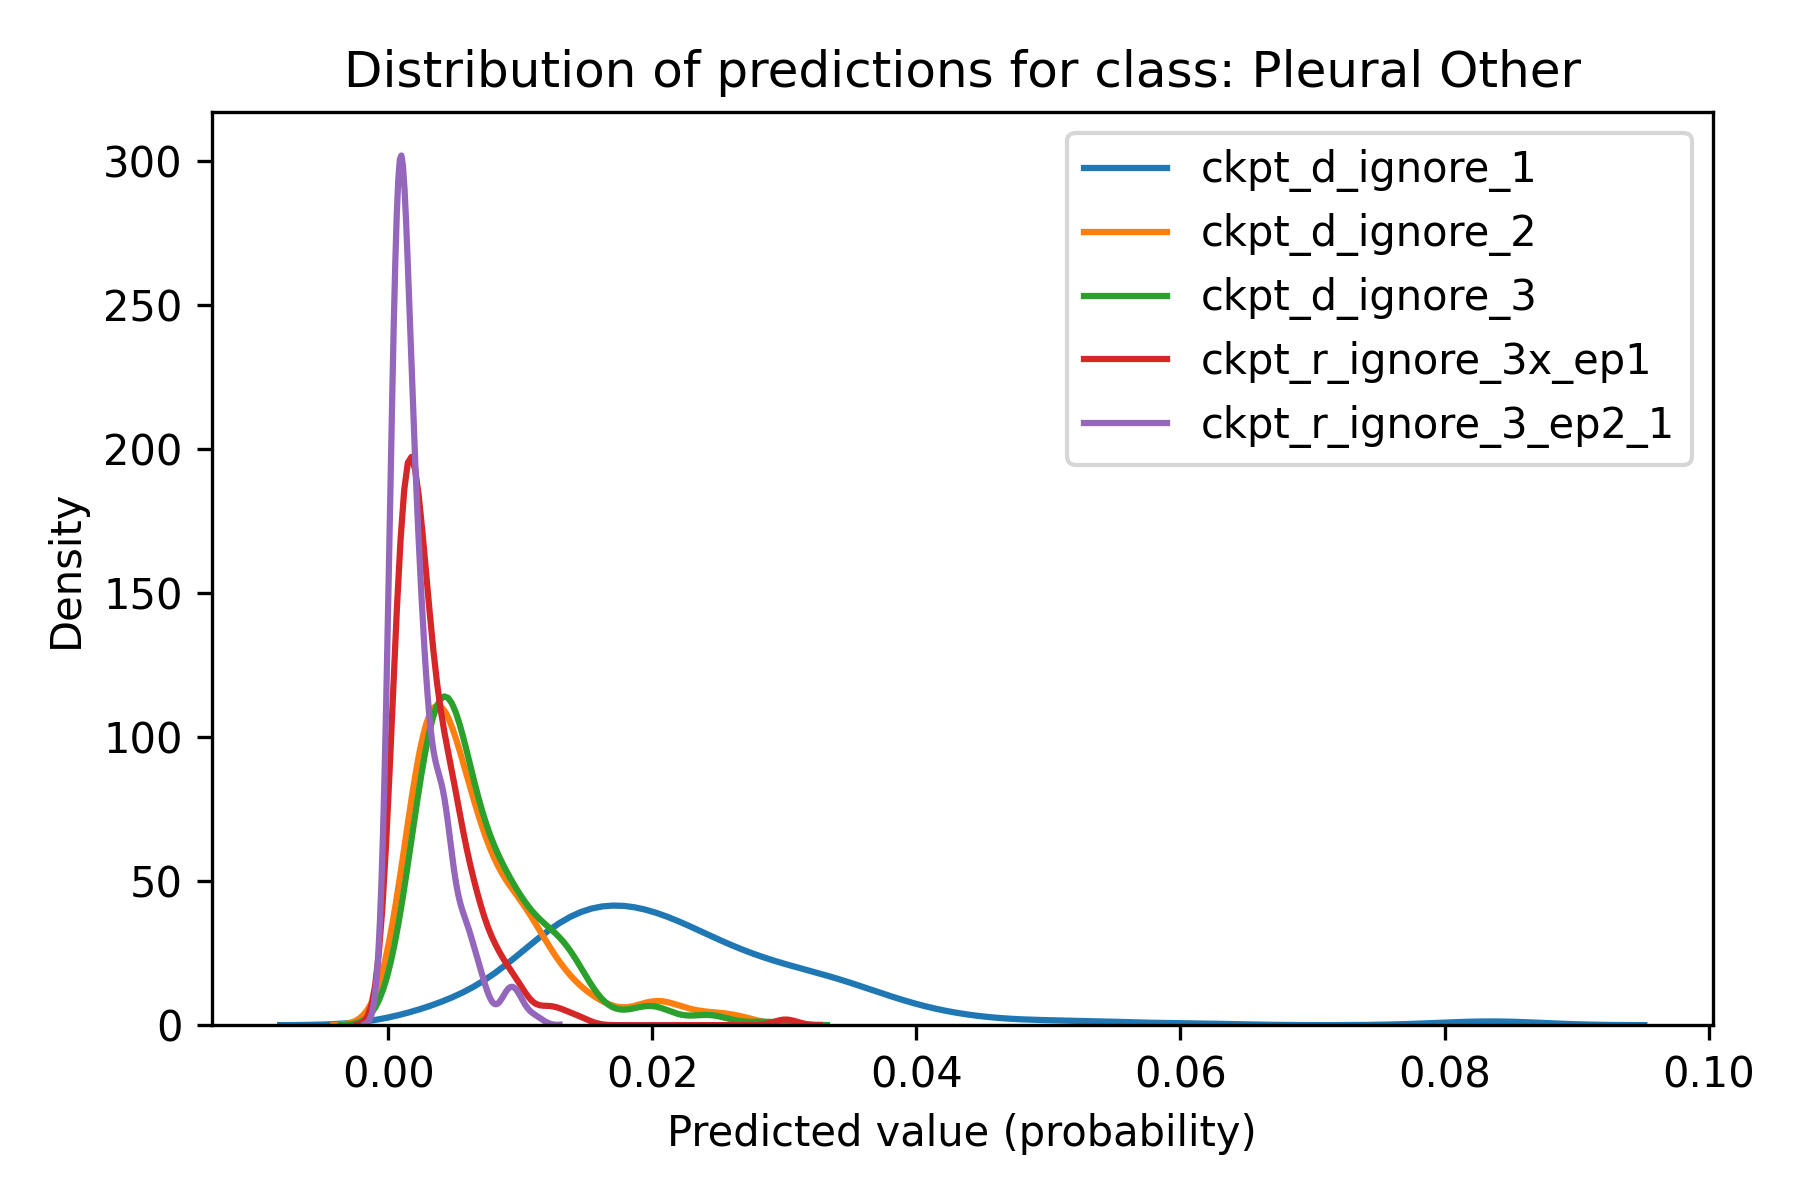 Distribution of predictions for class: Pleural Other
ckpt_d_ignore_1
ckpt_d_ignore_2
ckpt_d_ignore_3
ckpt_r_ignore_3x_ep1
ckpt_r_ignore_3_ep2_1
Density
300
250
200
150
100
50
0
0.00 0.02 0.04 0.06 0.08 0.10
Predicted value (probability)